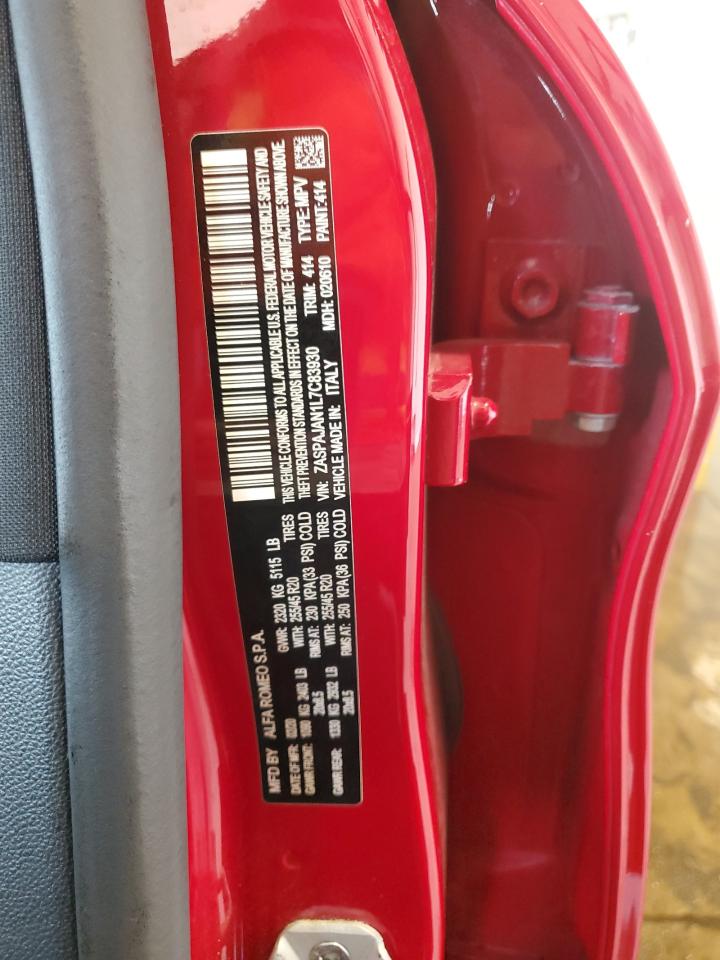 MFD BY ALFA ROMEO S.P.A.
DATE OF MFR:
GVWR: 2320 KG 5115 LB
GAWR FRONT: 1090 KG 2403 LB
WITH: 255/45 R20 TIRES
20x8.5
RIMS AT: 230 KPA(33 PSI) COLD
GAWR REAR: 1330 KG 2932 LB
WITH: 255/45 R20 TIRES
20x8.5
RIMS AT: 250 KPA(36 PSI) COLD
THIS VEHICLE CONFORMS TO ALL APPLICABLE U.S. FEDERAL MOTOR VEHICLE SAFETY AND
THEFT PREVENTION STANDARDS IN EFFECT ON THE DATE OF MANUFACTURE SHOWN ABOVE
VIN: ZASPAJAN1L7C83930 TRIM: 414 TYPE: MPV
VEHICLE MADE IN: ITALY MDH: 020610 PAINT: 414